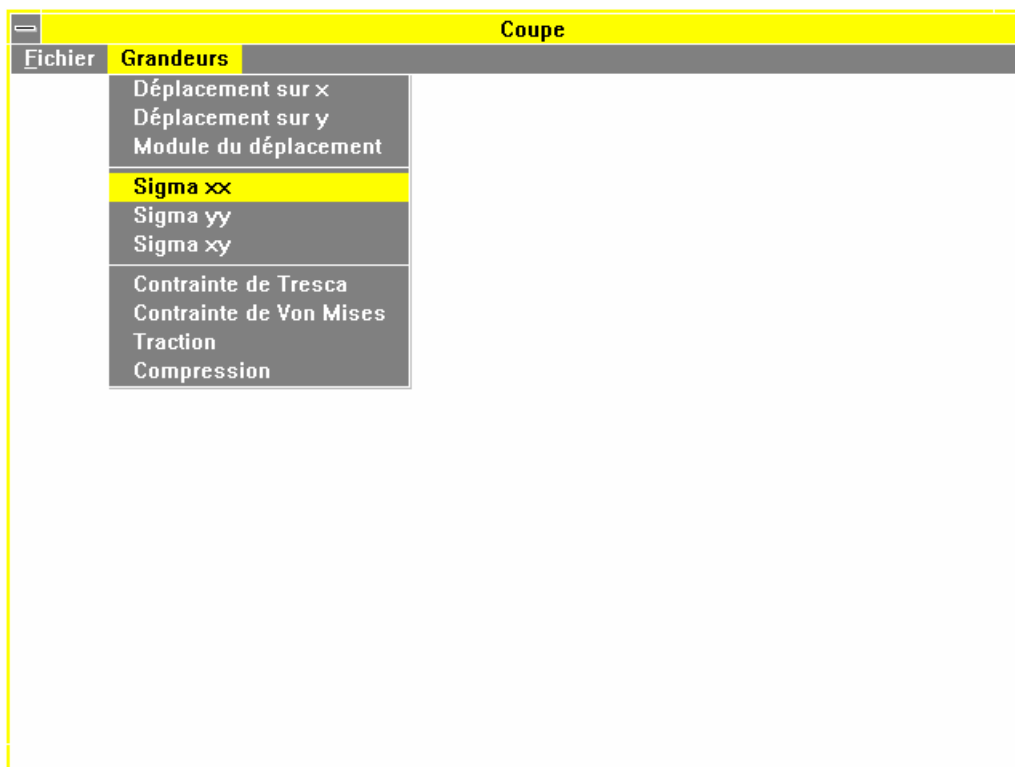 Coupe
Fichier Grandeurs
Déplacement sur x
Déplacement sur y
Module du déplacement
Sigma xx
Sigma yy
Sigma xy
Contrainte de Tresca
Contrainte de Von Mises
Traction
Compression